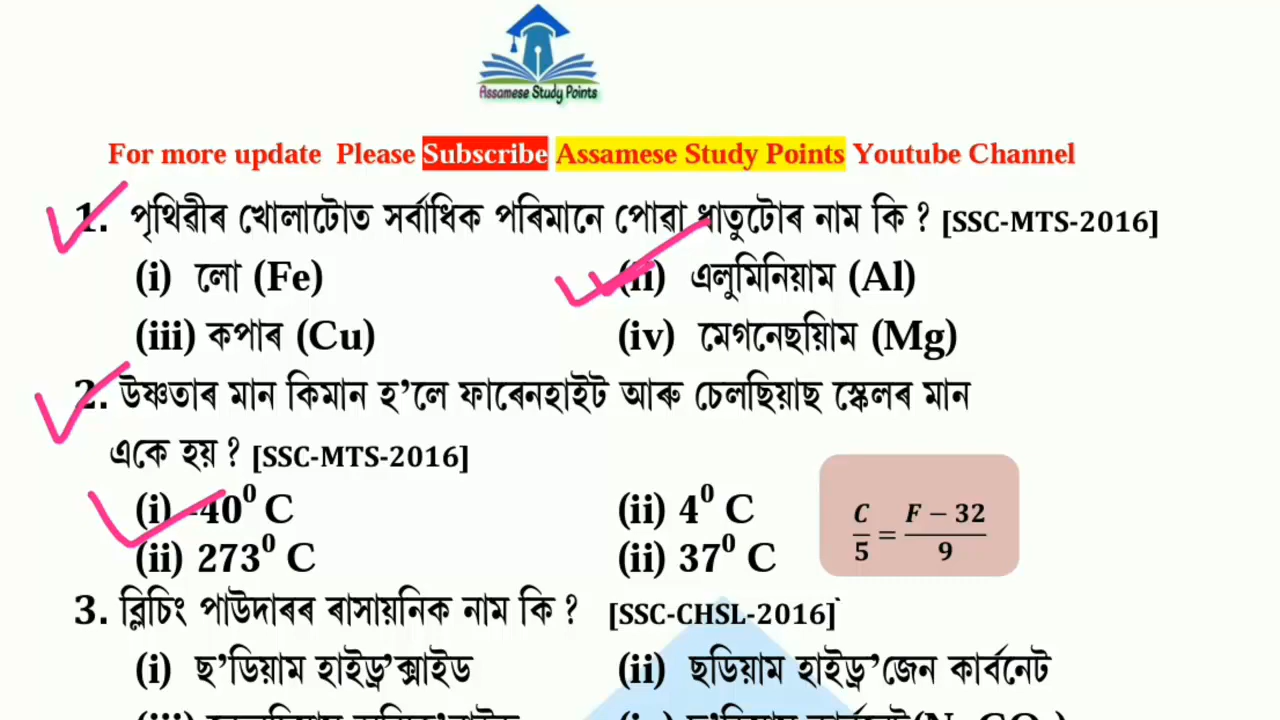 Assamese Study Points
For more update Please Subscribe Assamese Study Points Youtube Channel
1. পৃথিৱীৰ খোলাটোত সৰ্বাধিক পৰিমানে পোৱা ধাতুটোৰ নাম কি ? [SSC-MTS-2016]
(i) লো (Fe) (ii) এলুমিনিয়াম (Al)
(iii) কপাৰ (Cu) (iv) মেগনেছয়িাম (Mg)
2. উষ্ণতাৰ মান কিমান হ’লে ফাৰেনহাইট আৰু চেলছিয়াছ স্কেলৰ মান
একে হয় ? [SSC-MTS-2016]
(i) -40⁰ C (ii) 4⁰ C
(ii) 273⁰ C (ii) 37⁰ C
C/5 = F − 32/9
3. ব্লিচিং পাউদাৰৰ ৰাসায়নিক নাম কি ? [SSC-CHSL-2016]
(i) ছ’ডিয়াম হাইড্ৰ’ক্সাইড (ii) ছডিয়াম হাইড্ৰ’জেন কাৰ্বনেট